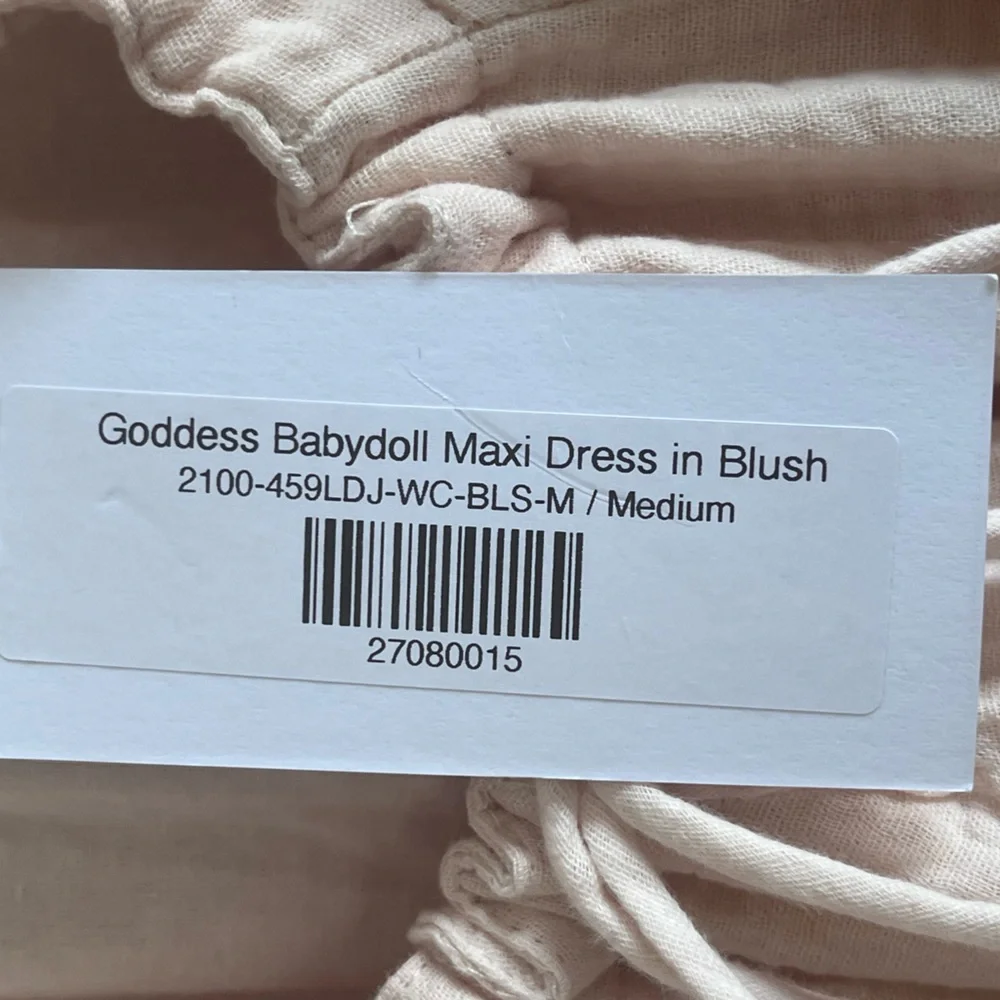 Goddess Babydoll Maxi Dress in Blush
2100-459LDJ-WC-BLS-M / Medium
27080015